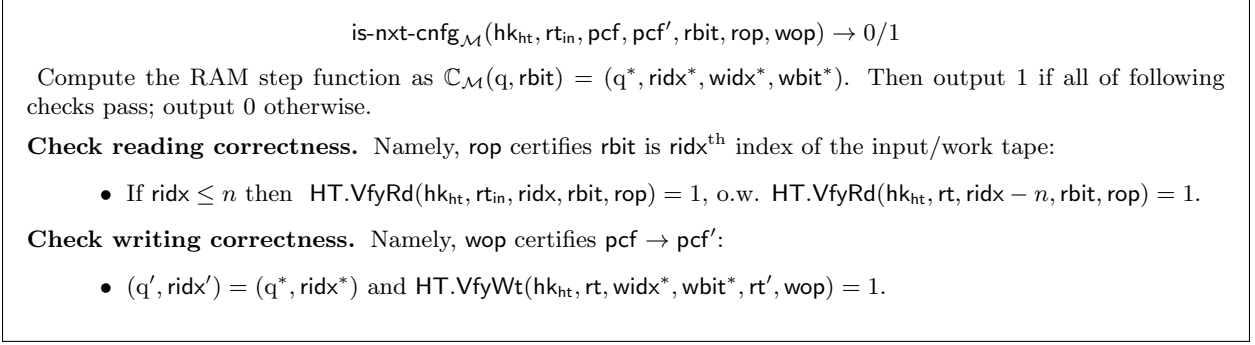 is-nxt-cnfg_ℳ(hk_ht, rt_in, pcf, pcf′, rbit, rop, wop) → 0/1
Compute the RAM step function as ℂ_ℳ(q, rbit) = (q*, ridx*, widx*, wbit*). Then output 1 if all of following
checks pass; output 0 otherwise.
Check reading correctness. Namely, rop certifies rbit is ridx^th index of the input/work tape:
• If ridx ≤ n then HT.VfyRd(hk_ht, rt_in, ridx, rbit, rop) = 1, o.w. HT.VfyRd(hk_ht, rt, ridx − n, rbit, rop) = 1.
Check writing correctness. Namely, wop certifies pcf → pcf′:
• (q′, ridx′) = (q*, ridx*) and HT.VfyWt(hk_ht, rt, widx*, wbit*, rt′, wop) = 1.